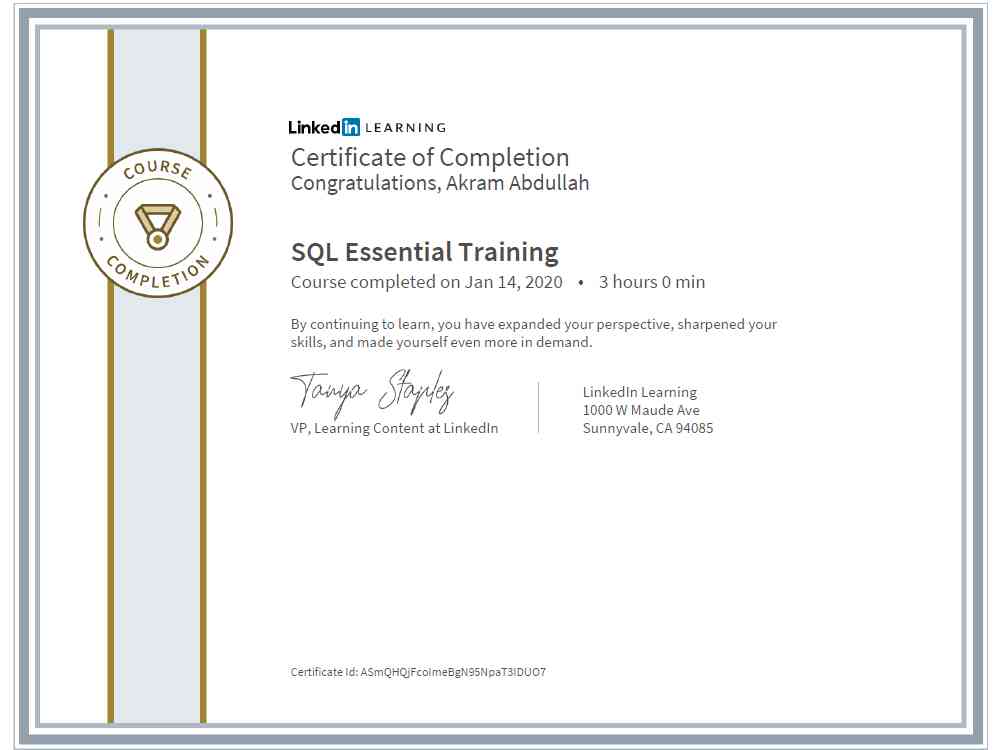 COURSE
COMPLETION
Linked in LEARNING
Certificate of Completion
Congratulations, Akram Abdullah
SQL Essential Training
Course completed on Jan 14, 2020 • 3 hours 0 min
By continuing to learn, you have expanded your perspective, sharpened your
skills, and made yourself even more in demand.
Tanya Staples
VP, Learning Content at LinkedIn
LinkedIn Learning
1000 W Maude Ave
Sunnyvale, CA 94085
Certificate Id: ASmQHQjFcoImeBgN95NpaT3IDUO7